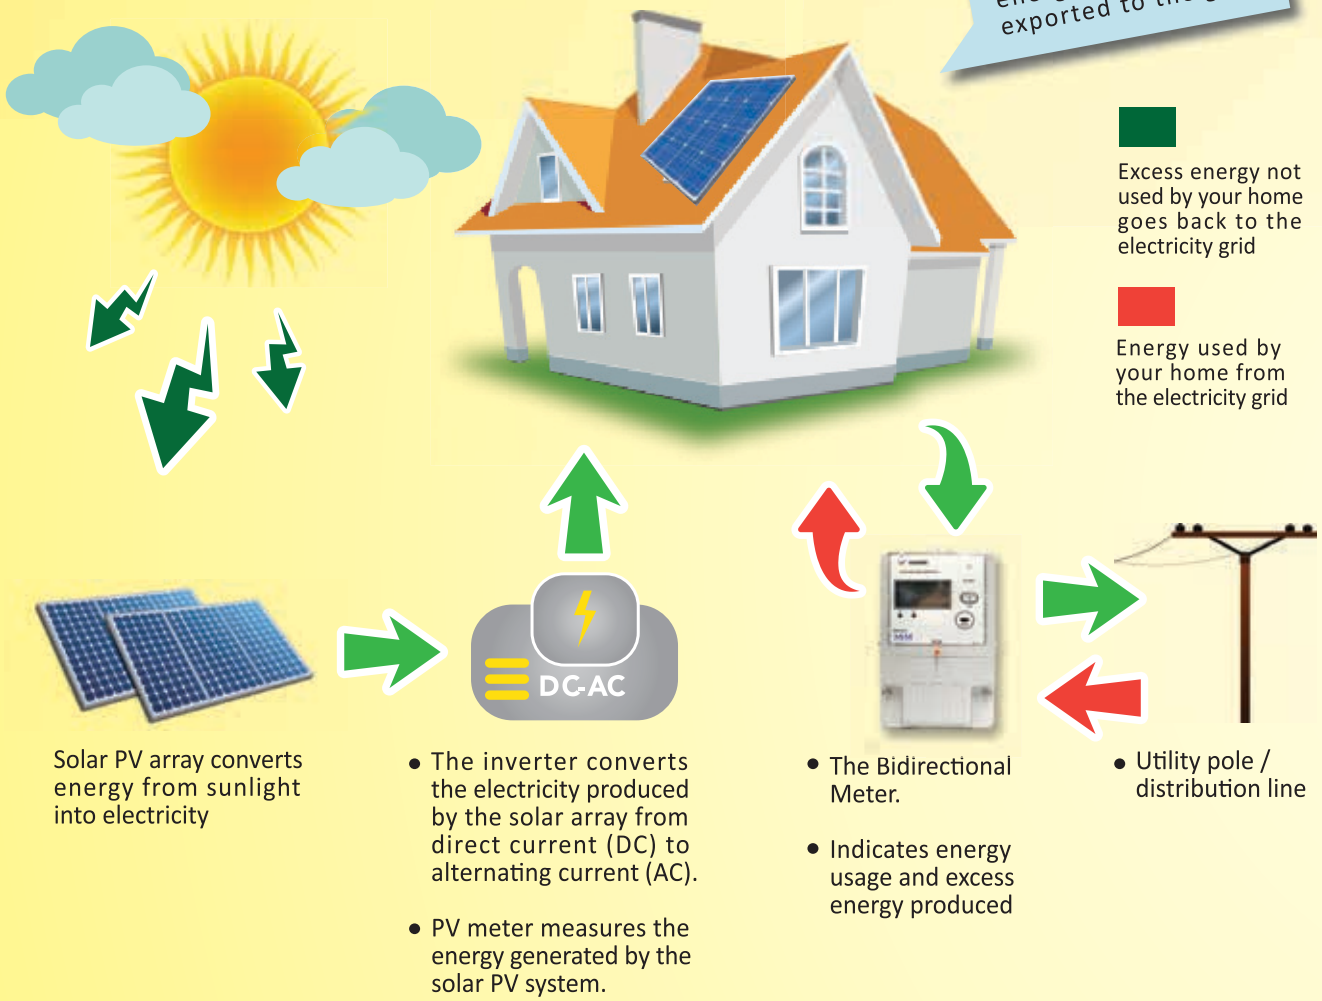 exported to the
Excess energy not
used by your home
goes back to the
electricity grid
Energy used by
your home from
the electricity grid
DC-AC
Solar PV array converts
energy from sunlight
into electricity
• The inverter converts
the electricity produced
by the solar array from
direct current (DC) to
alternating current (AC).
• PV meter measures the
energy generated by the
solar PV system.
• The Bidirectional
Meter.
• Indicates energy
usage and excess
energy produced
• Utility pole /
distribution line